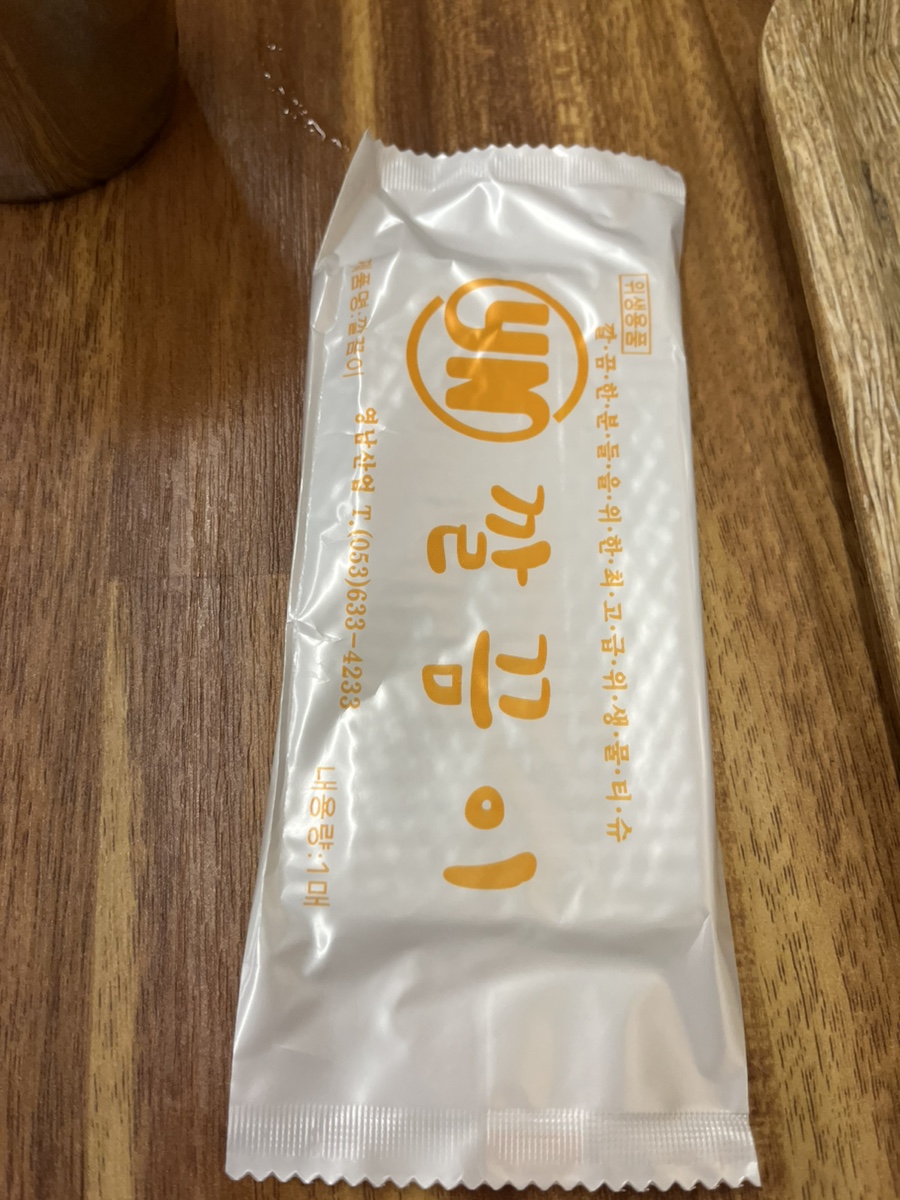 위생용품
깔·끔·한·분·들·을·위·한·최·고·급·위·생·물·티·슈
YM
깔끔이
제품명:깔끔이 영남산업 T.(053)633-4233 내용량:1매